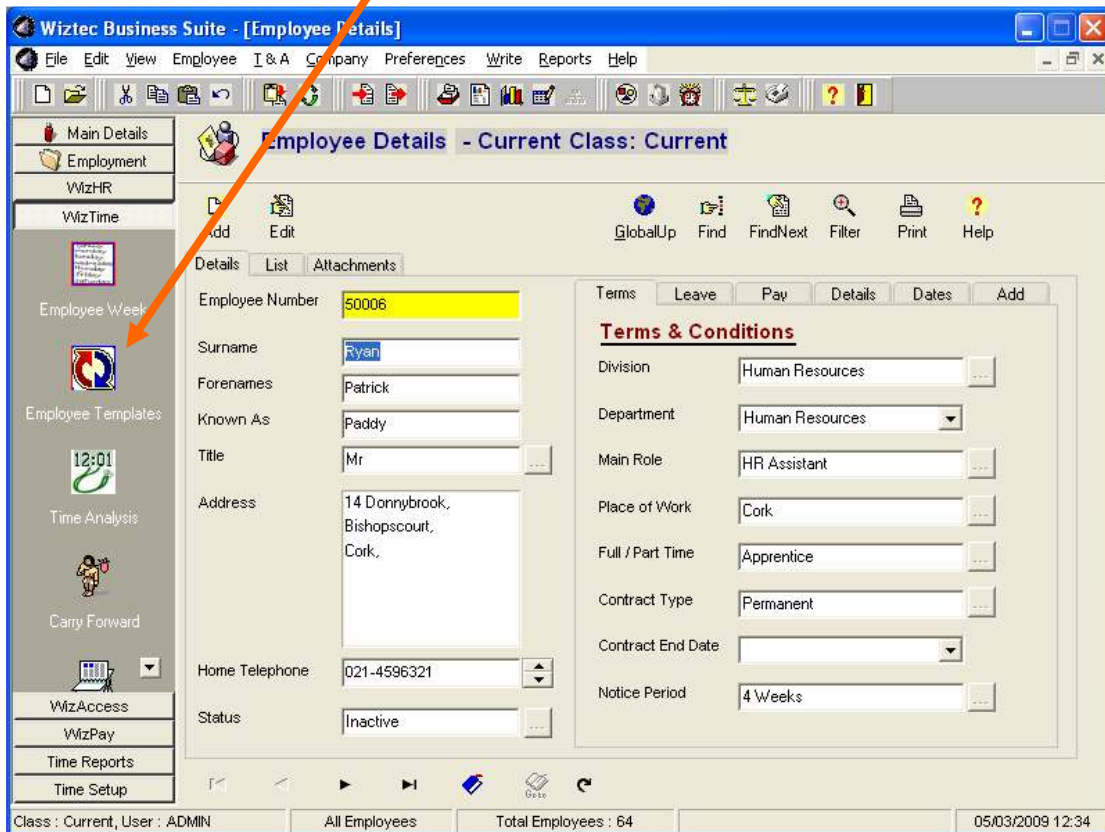 Wiztec Business Suite - [Employee Details]
File Edit View Employee T & A Company Preferences Write Reports Help
Main Details
Employment
WizHR
WizTime
Employee Week
Employee Templates
12:01
Time Analysis
Carry Forward
WizAccess
WizPay
Time Reports
Time Setup
Employee Details - Current Class: Current
Add Edit GlobalUp Find FindNext Filter Print Help
Details List Attachments
Employee Number 50006
Surname Ryan
Forenames Patrick
Known As Paddy
Title Mr ...
Address 14 Donnybrook,
Bishopscourt,
Cork,
Home Telephone 021-4596321
Status Inactive ...
Terms Leave Pay Details Dates Add
Terms & Conditions
Division Human Resources ...
Department Human Resources
Main Role HR Assistant ...
Place of Work Cork ...
Full / Part Time Apprentice ...
Contract Type Permanent ...
Contract End Date
Notice Period 4 Weeks ...
Goto
Class : Current, User : ADMIN All Employees Total Employees : 64 05/03/2009 12:34